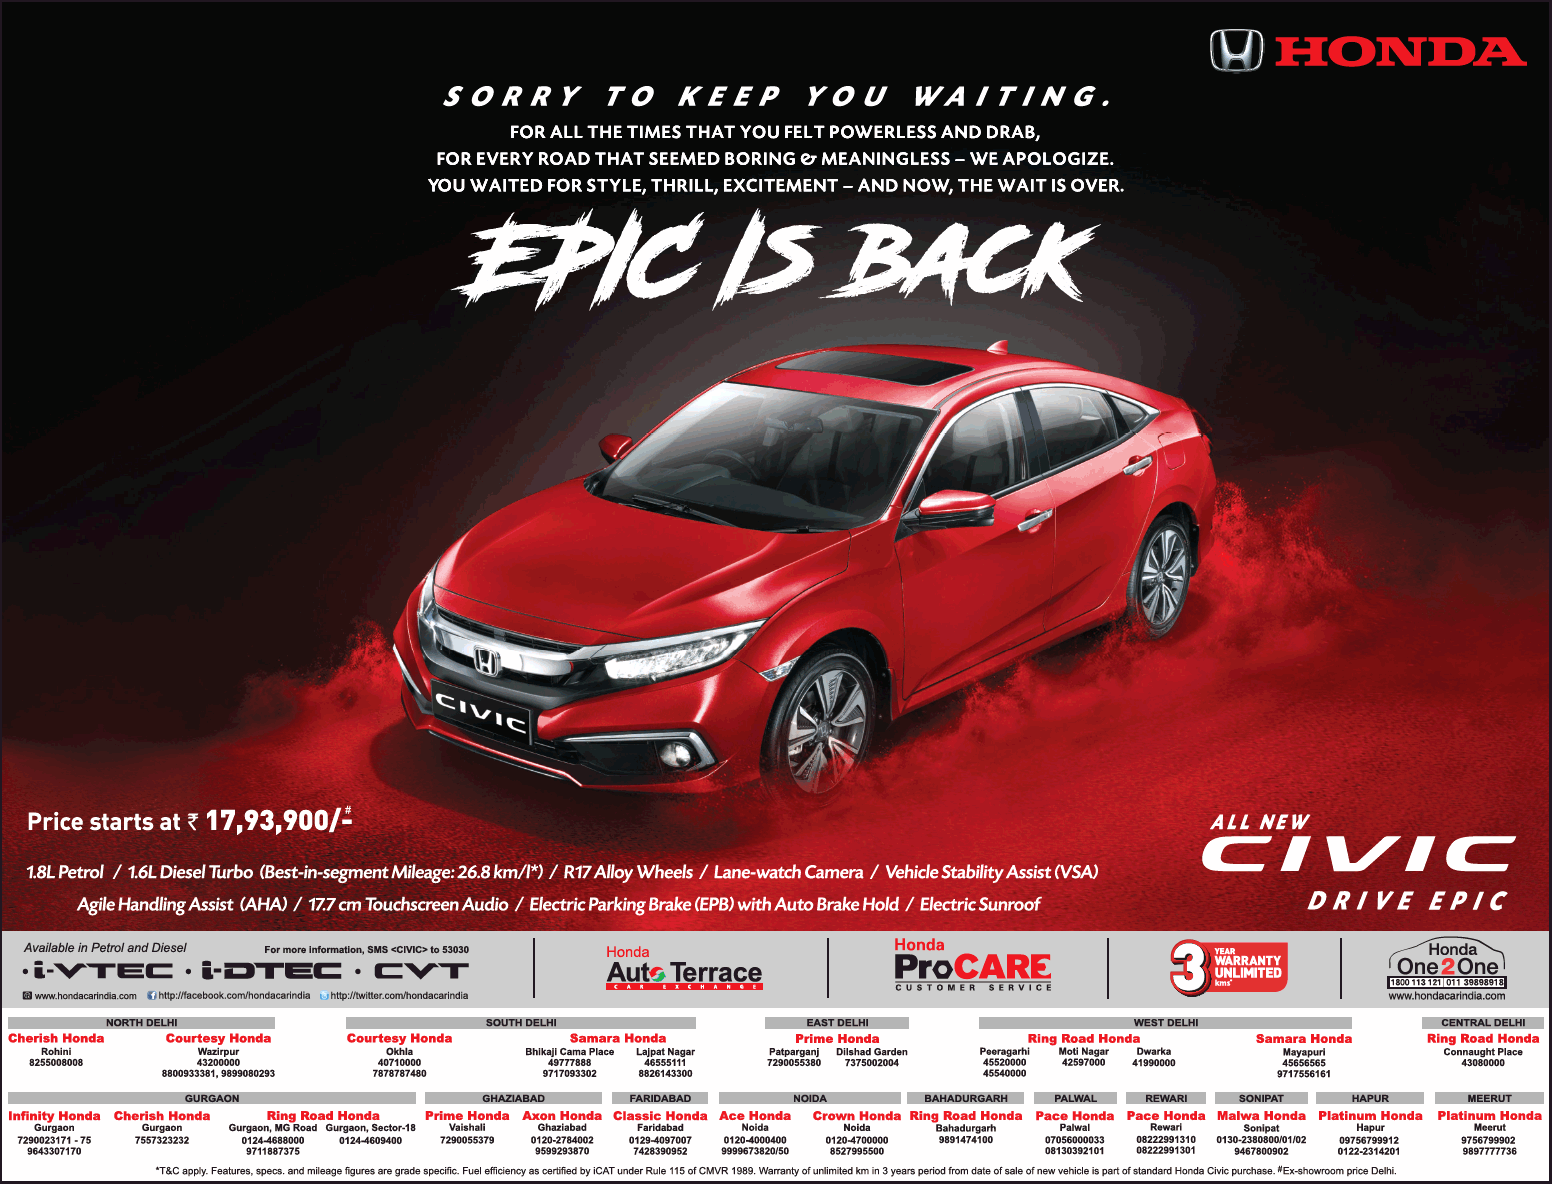 HONDA
SORRY TO KEEP YOU WAITING.
FOR ALL THE TIMES THAT YOU FELT POWERLESS AND DRAB,
FOR EVERY ROAD THAT SEEMED BORING & MEANINGLESS – WE APOLOGIZE.
YOU WAITED FOR STYLE, THRILL, EXCITEMENT – AND NOW, THE WAIT IS OVER.
EPIC IS BACK
CIVIC
Price starts at ₹ 17,93,900/-#
ALL NEW
CIVIC
DRIVE EPIC
1.8L Petrol / 1.6L Diesel Turbo (Best-in-segment Mileage: 26.8 km/l*) / R17 Alloy Wheels / Lane-watch Camera / Vehicle Stability Assist (VSA)
Agile Handling Assist (AHA) / 17.7 cm Touchscreen Audio / Electric Parking Brake (EPB) with Auto Brake Hold / Electric Sunroof
Available in Petrol and Diesel For more information, SMS <CIVIC> to 53030
· i-VTEC · i-DTEC · CVT
www.hondacarindia.com http://facebook.com/hondacarindia http://twitter.com/hondacarindia
Honda
Auto Terrace
CAR EXCHANGE
Honda
ProCARE
CUSTOMER SERVICE
3 YEAR
WARRANTY
UNLIMITED
kms*
Honda
One2One
1800 113 121 011 39898918
www.hondacarindia.com
NORTH DELHI
Cherish Honda
Rohini
8255008008
Courtesy Honda
Wazirpur
43200000
8800933381, 9899080293
SOUTH DELHI
Courtesy Honda
Okhla
40710000
7878787480
Samara Honda
Bhikaji Cama Place
49777888
9717093302
Lajpat Nagar
46555111
8826143300
EAST DELHI
Prime Honda
Patparganj
7290055380
Dilshad Garden
7375002004
WEST DELHI
Ring Road Honda
Peeragarhi
45520000
45540000
Moti Nagar
42597000
Dwarka
41990000
Samara Honda
Mayapuri
45656565
9717556161
CENTRAL DELHI
Ring Road Honda
Connaught Place
43080000
GURGAON
Infinity Honda
Gurgaon
7290023171 - 75
9643307170
Cherish Honda
Gurgaon
7557323232
Ring Road Honda
Gurgaon, MG Road
0124-4688000
9711887375
Gurgaon, Sector-18
0124-4609400
GHAZIABAD
Prime Honda
Vaishali
7290055379
Axon Honda
Ghaziabad
0120-2784002
9599293870
FARIDABAD
Classic Honda
Faridabad
0129-4097007
7428390952
NOIDA
Ace Honda
Noida
0120-4000400
9999673820/50
Crown Honda
Noida
0120-4700000
8527995500
BAHADURGARH
Ring Road Honda
Bahadurgarh
9891474100
PALWAL
Pace Honda
Palwal
07056000033
08130392101
REWARI
Pace Honda
Rewari
08222991310
08222991301
SONIPAT
Malwa Honda
Sonipat
0130-2380800/01/02
9467800902
HAPUR
Platinum Honda
Hapur
09756799912
0122-2314201
MEERUT
Platinum Honda
Meerut
9756799902
9897777736
*T&C apply. Features, specs. and mileage figures are grade specific. Fuel efficiency as certified by iCAT under Rule 115 of CMVR 1989. Warranty of unlimited km in 3 years period from date of sale of new vehicle is part of standard Honda Civic purchase. #Ex-showroom price Delhi.